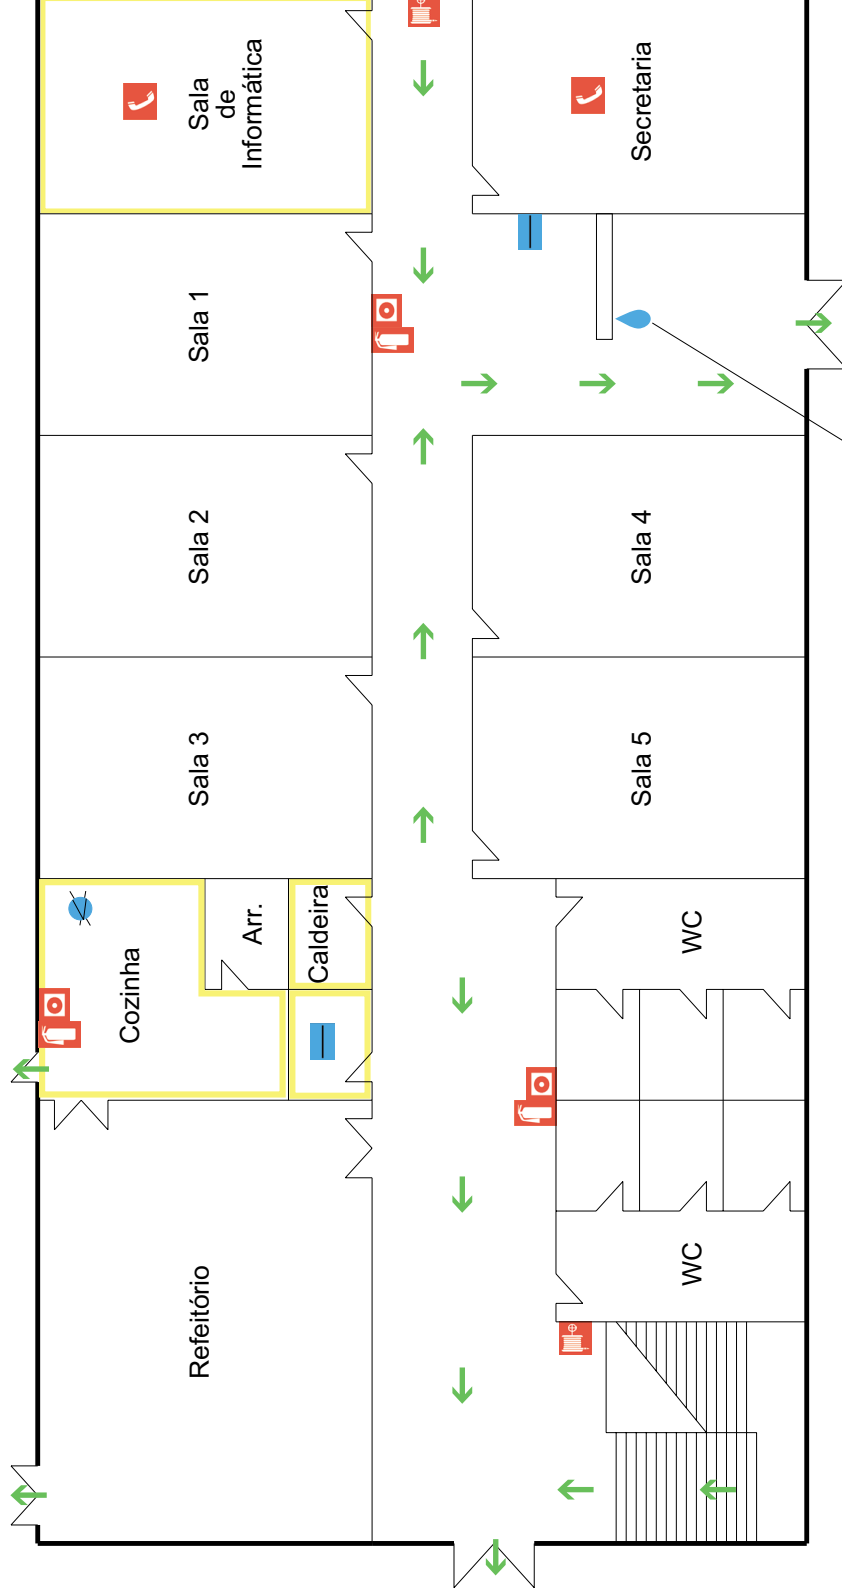 Sala
de
Informática
Secretaria
Sala 1
Sala 2
Sala 4
Sala 3
Sala 5
Cozinha
Arr.
Caldeira
WC
Refeitório
WC